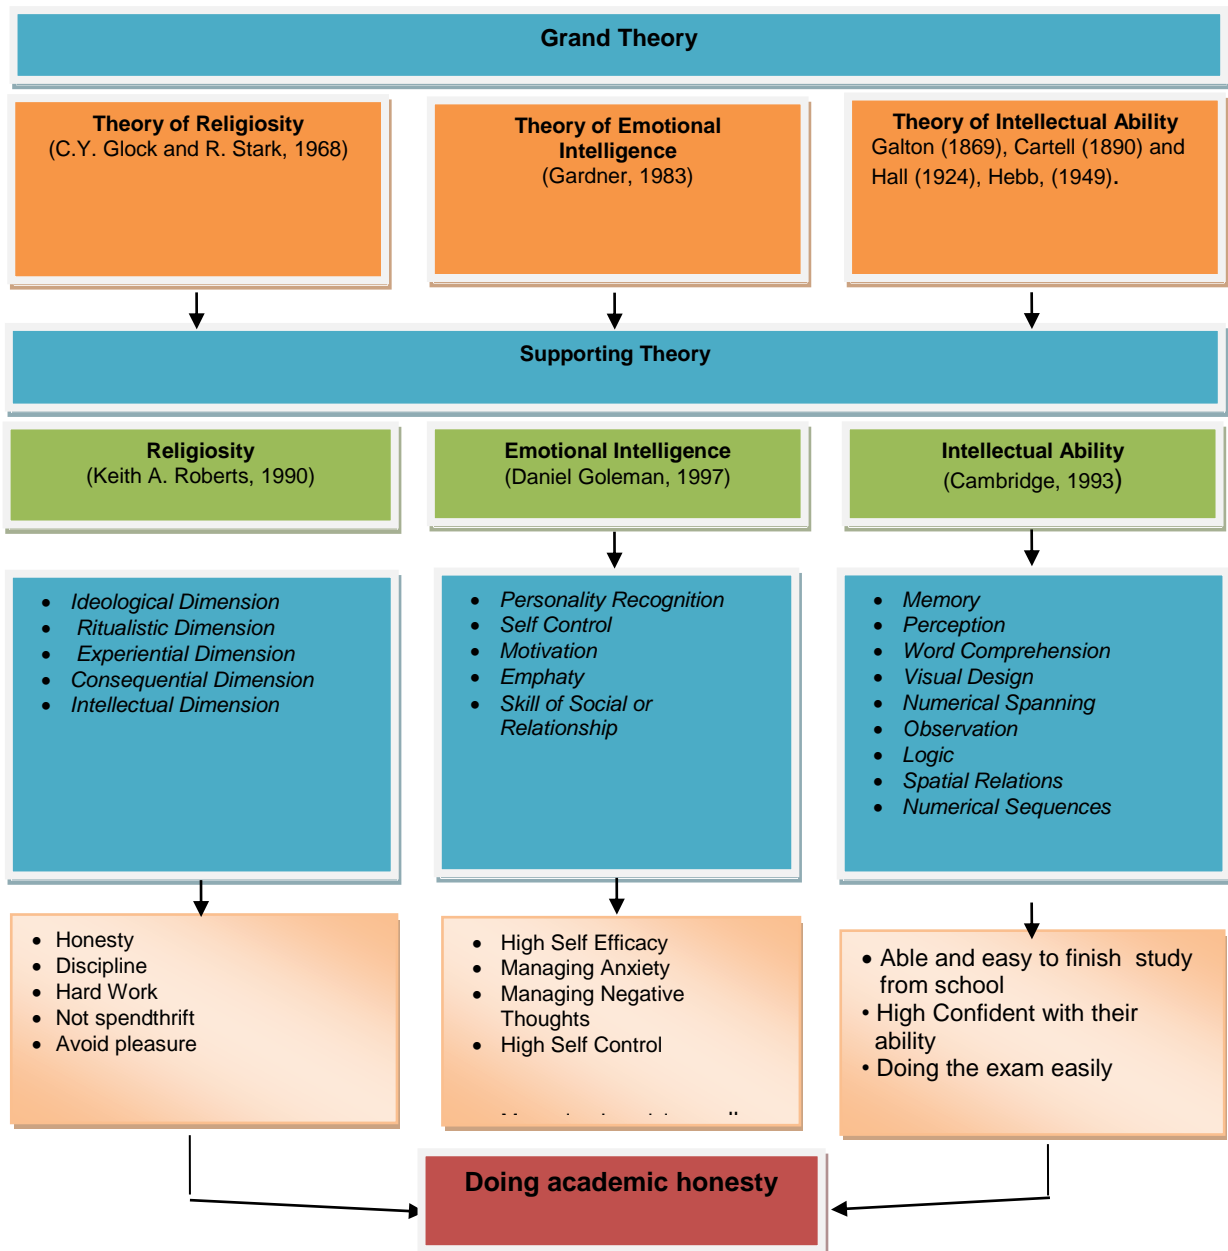 Grand Theory
Theory of Religiosity
(C.Y. Glock and R. Stark, 1968)
Theory of Emotional
Intelligence
(Gardner, 1983)
Theory of Intellectual Ability
Galton (1869), Cartell (1890) and
Hall (1924), Hebb, (1949).
Supporting Theory
Religiosity
(Keith A. Roberts, 1990)
Emotional Intelligence
(Daniel Goleman, 1997)
Intellectual Ability
(Cambridge, 1993)
• Ideological Dimension
• Ritualistic Dimension
• Experiential Dimension
• Consequential Dimension
• Intellectual Dimension
• Personality Recognition
• Self Control
• Motivation
• Emphaty
• Skill of Social or
Relationship
• Memory
• Perception
• Word Comprehension
• Visual Design
• Numerical Spanning
• Observation
• Logic
• Spatial Relations
• Numerical Sequences
• Honesty
• Discipline
• Hard Work
• Not spendthrift
• Avoid pleasure
• High Self Efficacy
• Managing Anxiety
• Managing Negative
Thoughts
• High Self Control
• Able and easy to finish study
from school
• High Confident with their
ability
• Doing the exam easily
Doing academic honesty